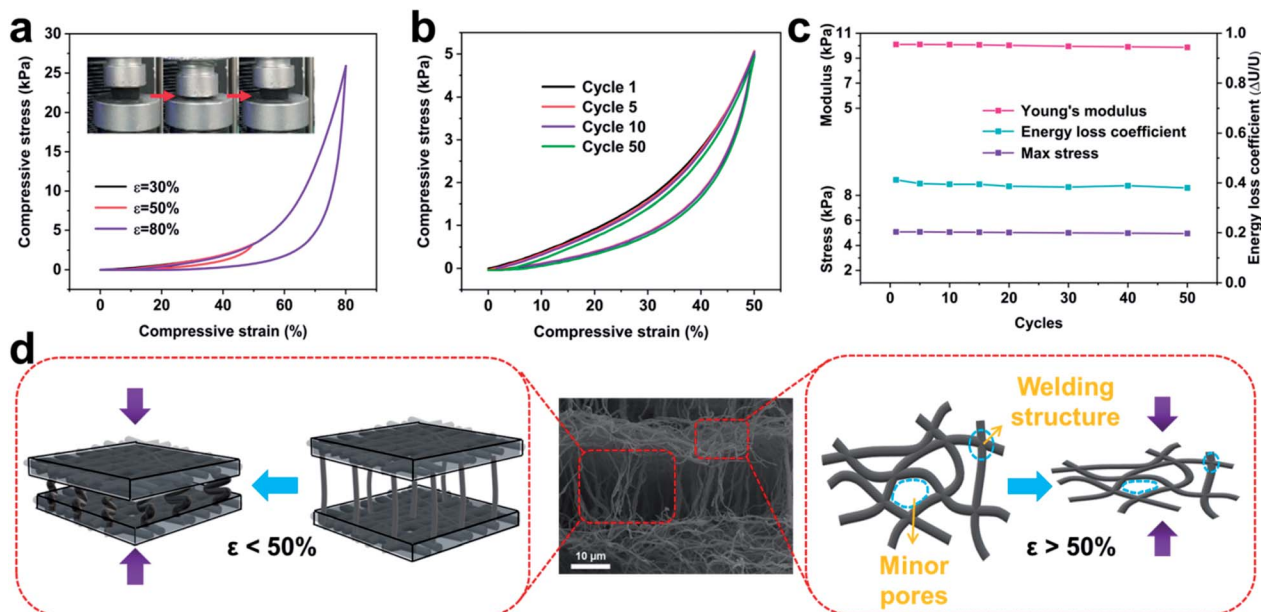 a
Compressive stress (kPa)
30
25
20
15
10
5
0
ε=30%
ε=50%
ε=80%
0 20 40 60 80
Compressive strain (%)
b
Compressive stress (kPa)
5
4
3
2
1
0
Cycle 1
Cycle 5
Cycle 10
Cycle 50
0 10 20 30 40 50
Compressive strain (%)
c
Modulus (kPa)
11
10
9
8
7
6
5
Stress (kPa)
8
6
5
4
2
Young's modulus
Energy loss coefficient
Max stress
Energy loss coefficient (ΔU/U)
1.0
0.8
0.6
0.4
0.2
0.0
0 10 20 30 40 50
Cycles
d
ε < 50%
10 μm
Welding
structure
Minor
pores
ε > 50%